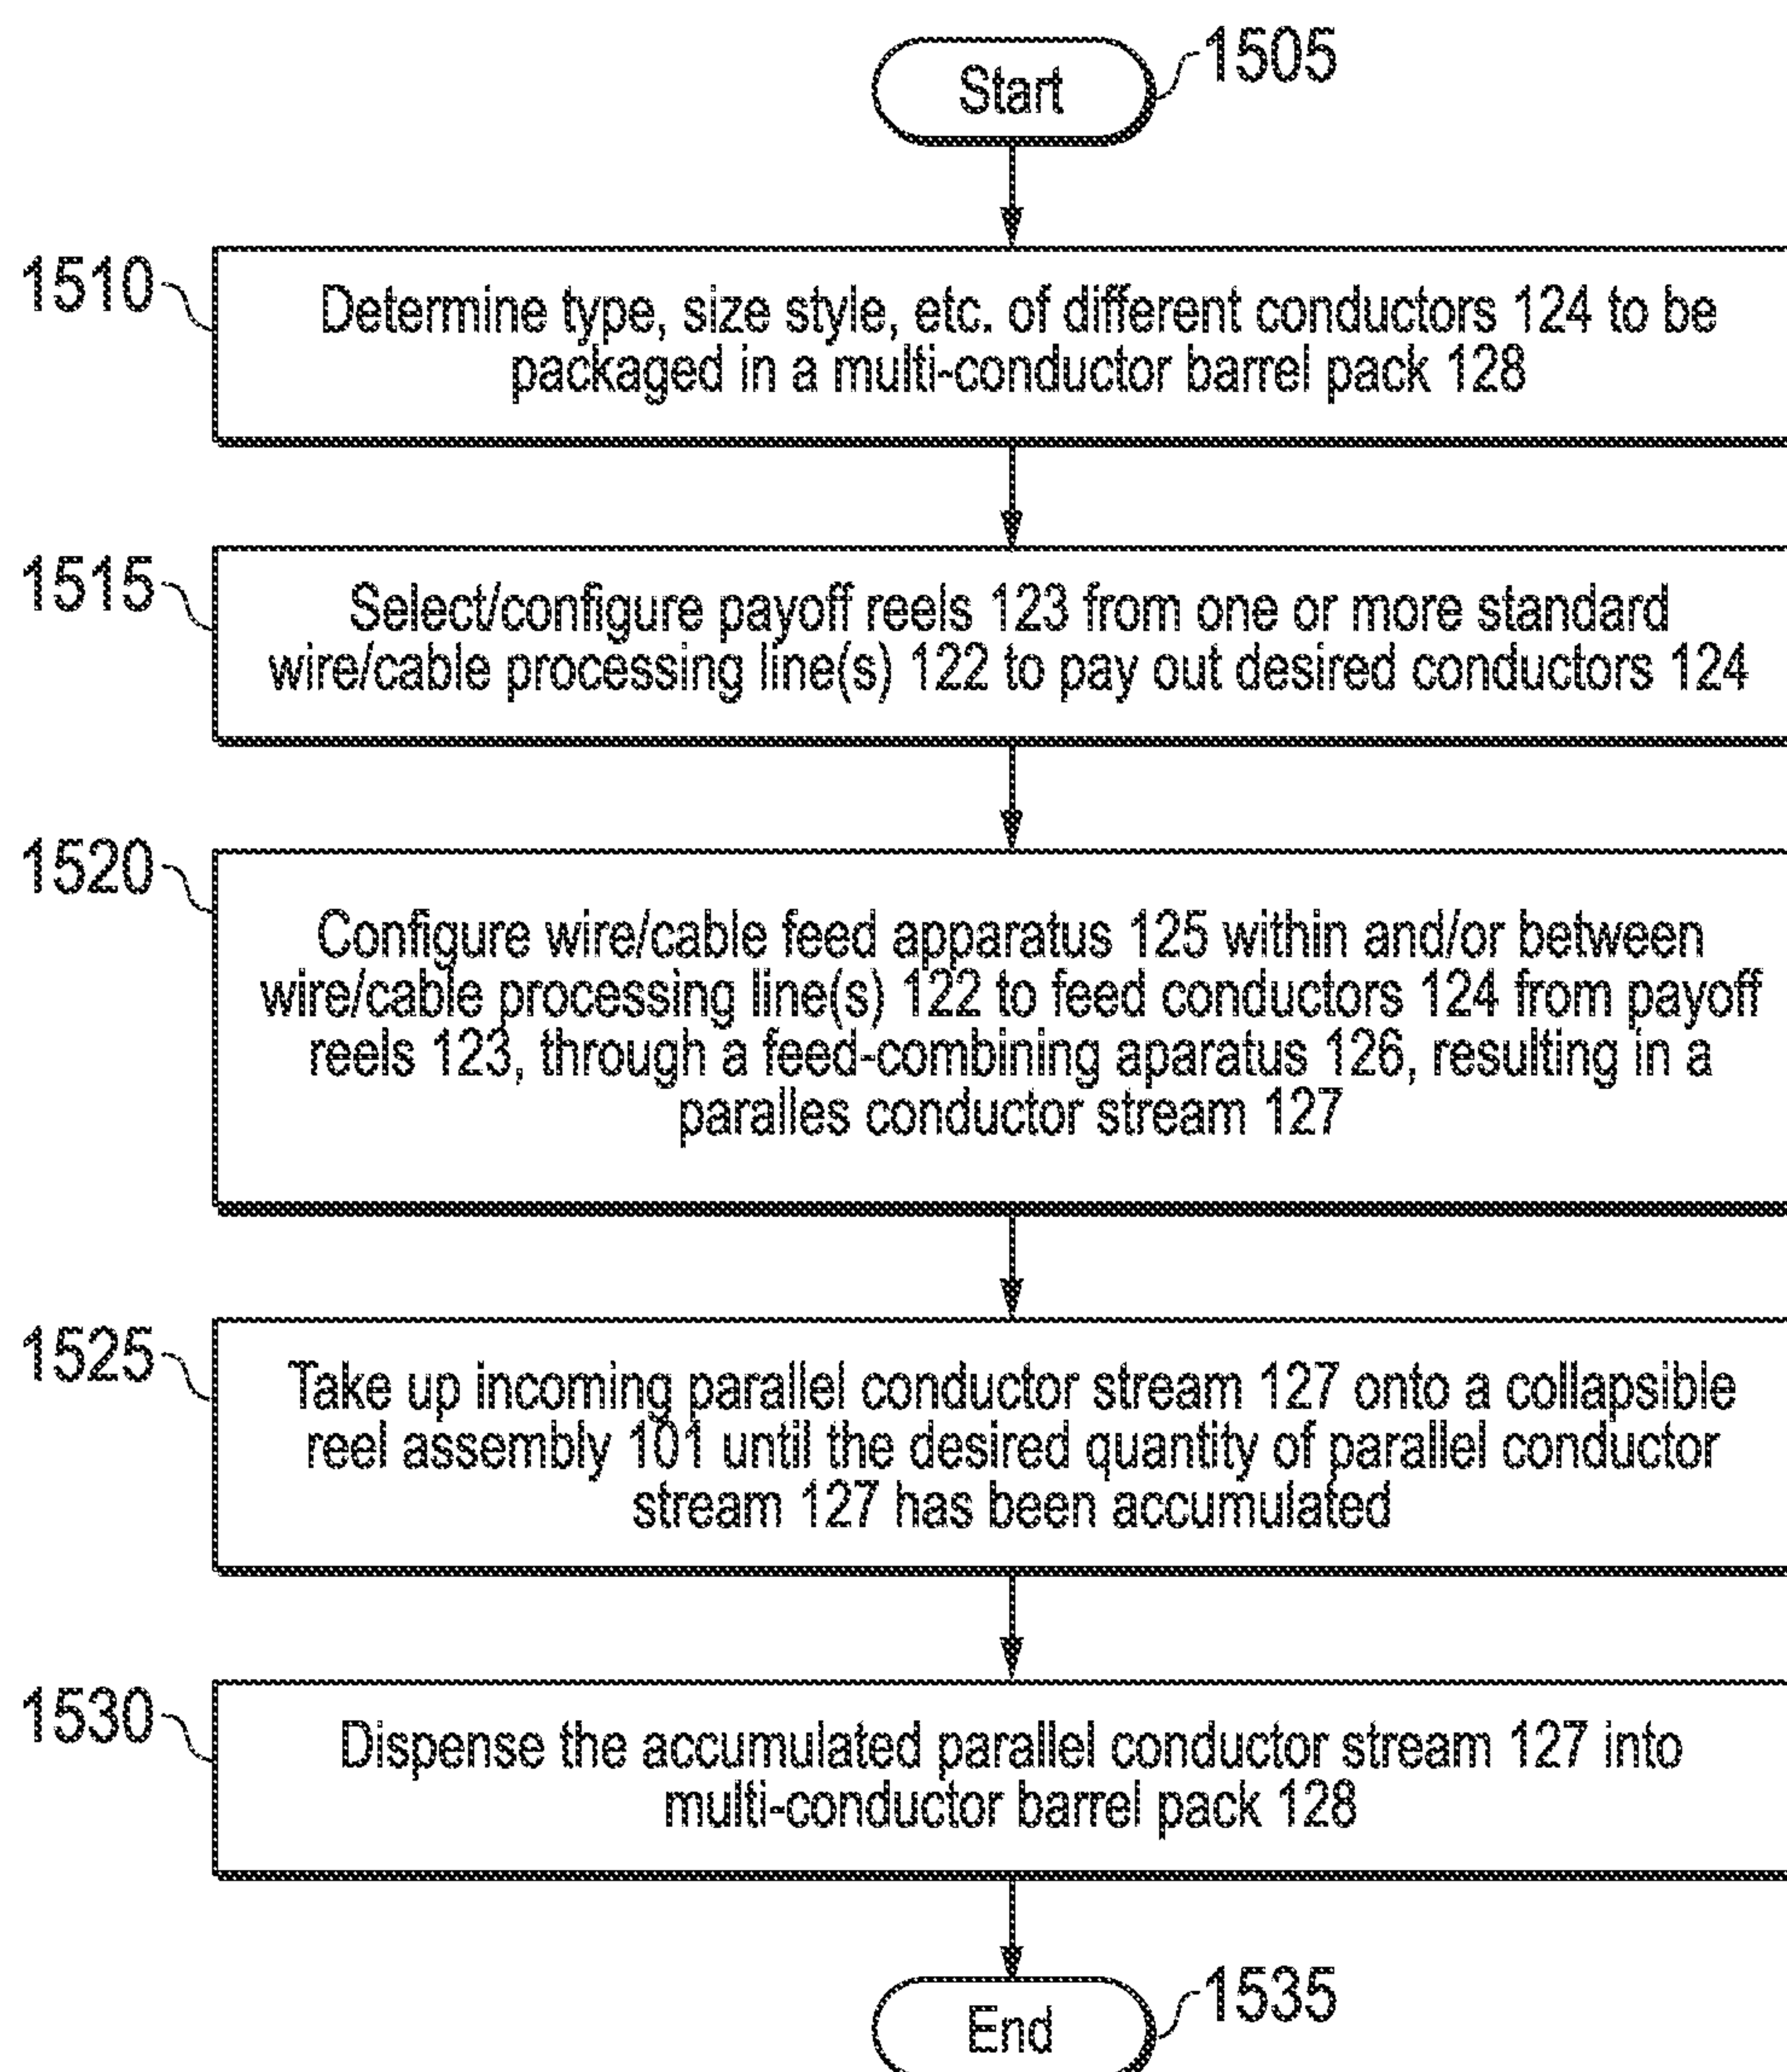 Start
1505
1510
Determine type, size style, etc. of different conductors 124 to be
packaged in a multi-conductor barrel pack 128
1515
Select/configure payoff reels 123 from one or more standard
wire/cable processing line(s) 122 to pay out desired conductors 124
1520
Configure wire/cable feed apparatus 125 within and/or between
wire/cable processing line(s) 122 to feed conductors 124 from payoff
reels 123, through a feed-combining aparatus 126, resulting in a
paralles conductor stream 127
1525
Take up incoming parallel conductor stream 127 onto a collapsible
reel assembly 101 until the desired quantity of parallel conductor
stream 127 has been accumulated
1530
Dispense the accumulated parallel conductor stream 127 into
multi-conductor barrel pack 128
End
1535